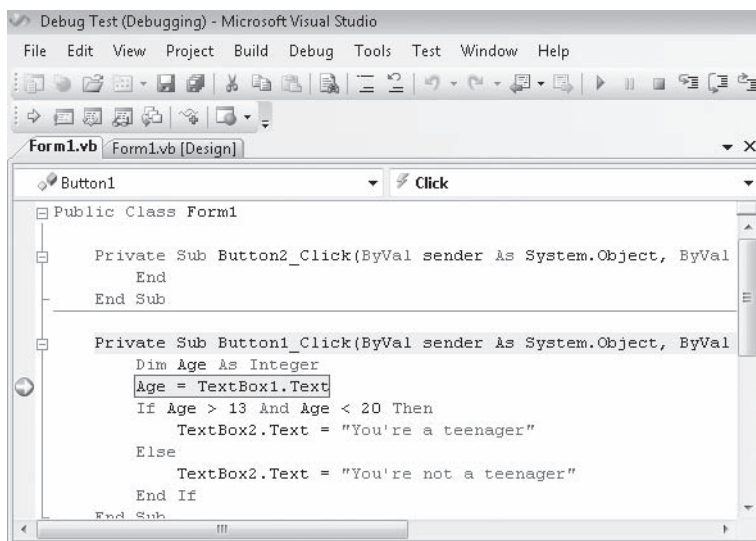 Debug Test (Debugging) - Microsoft Visual Studio
File Edit View Project Build Debug Tools Test Window Help
Form1.vb Form1.vb [Design]
Button1 Click
Public Class Form1
Private Sub Button2_Click(ByVal sender As System.Object, ByVal
End
End Sub
Private Sub Button1_Click(ByVal sender As System.Object, ByVal
Dim Age As Integer
Age = TextBox1.Text
If Age > 13 And Age < 20 Then
TextBox2.Text = "You're a teenager"
Else
TextBox2.Text = "You're not a teenager"
End If
End Sub